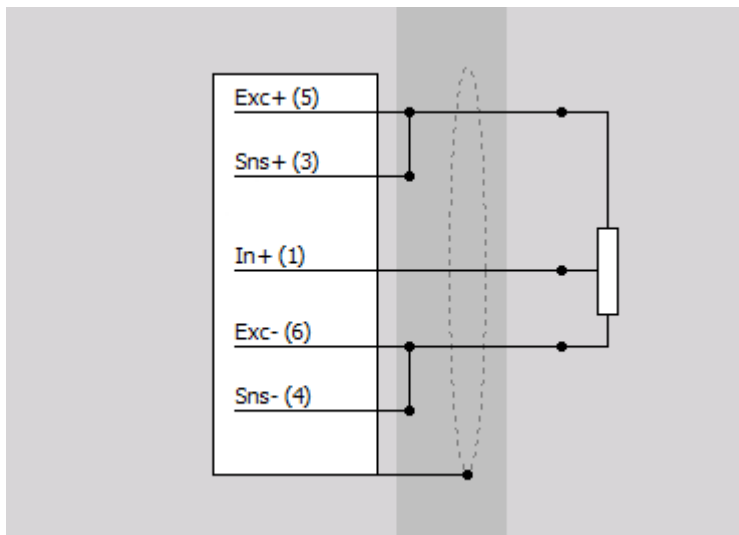 Exc+ (5)
Sns+ (3)
In+ (1)
Exc- (6)
Sns- (4)